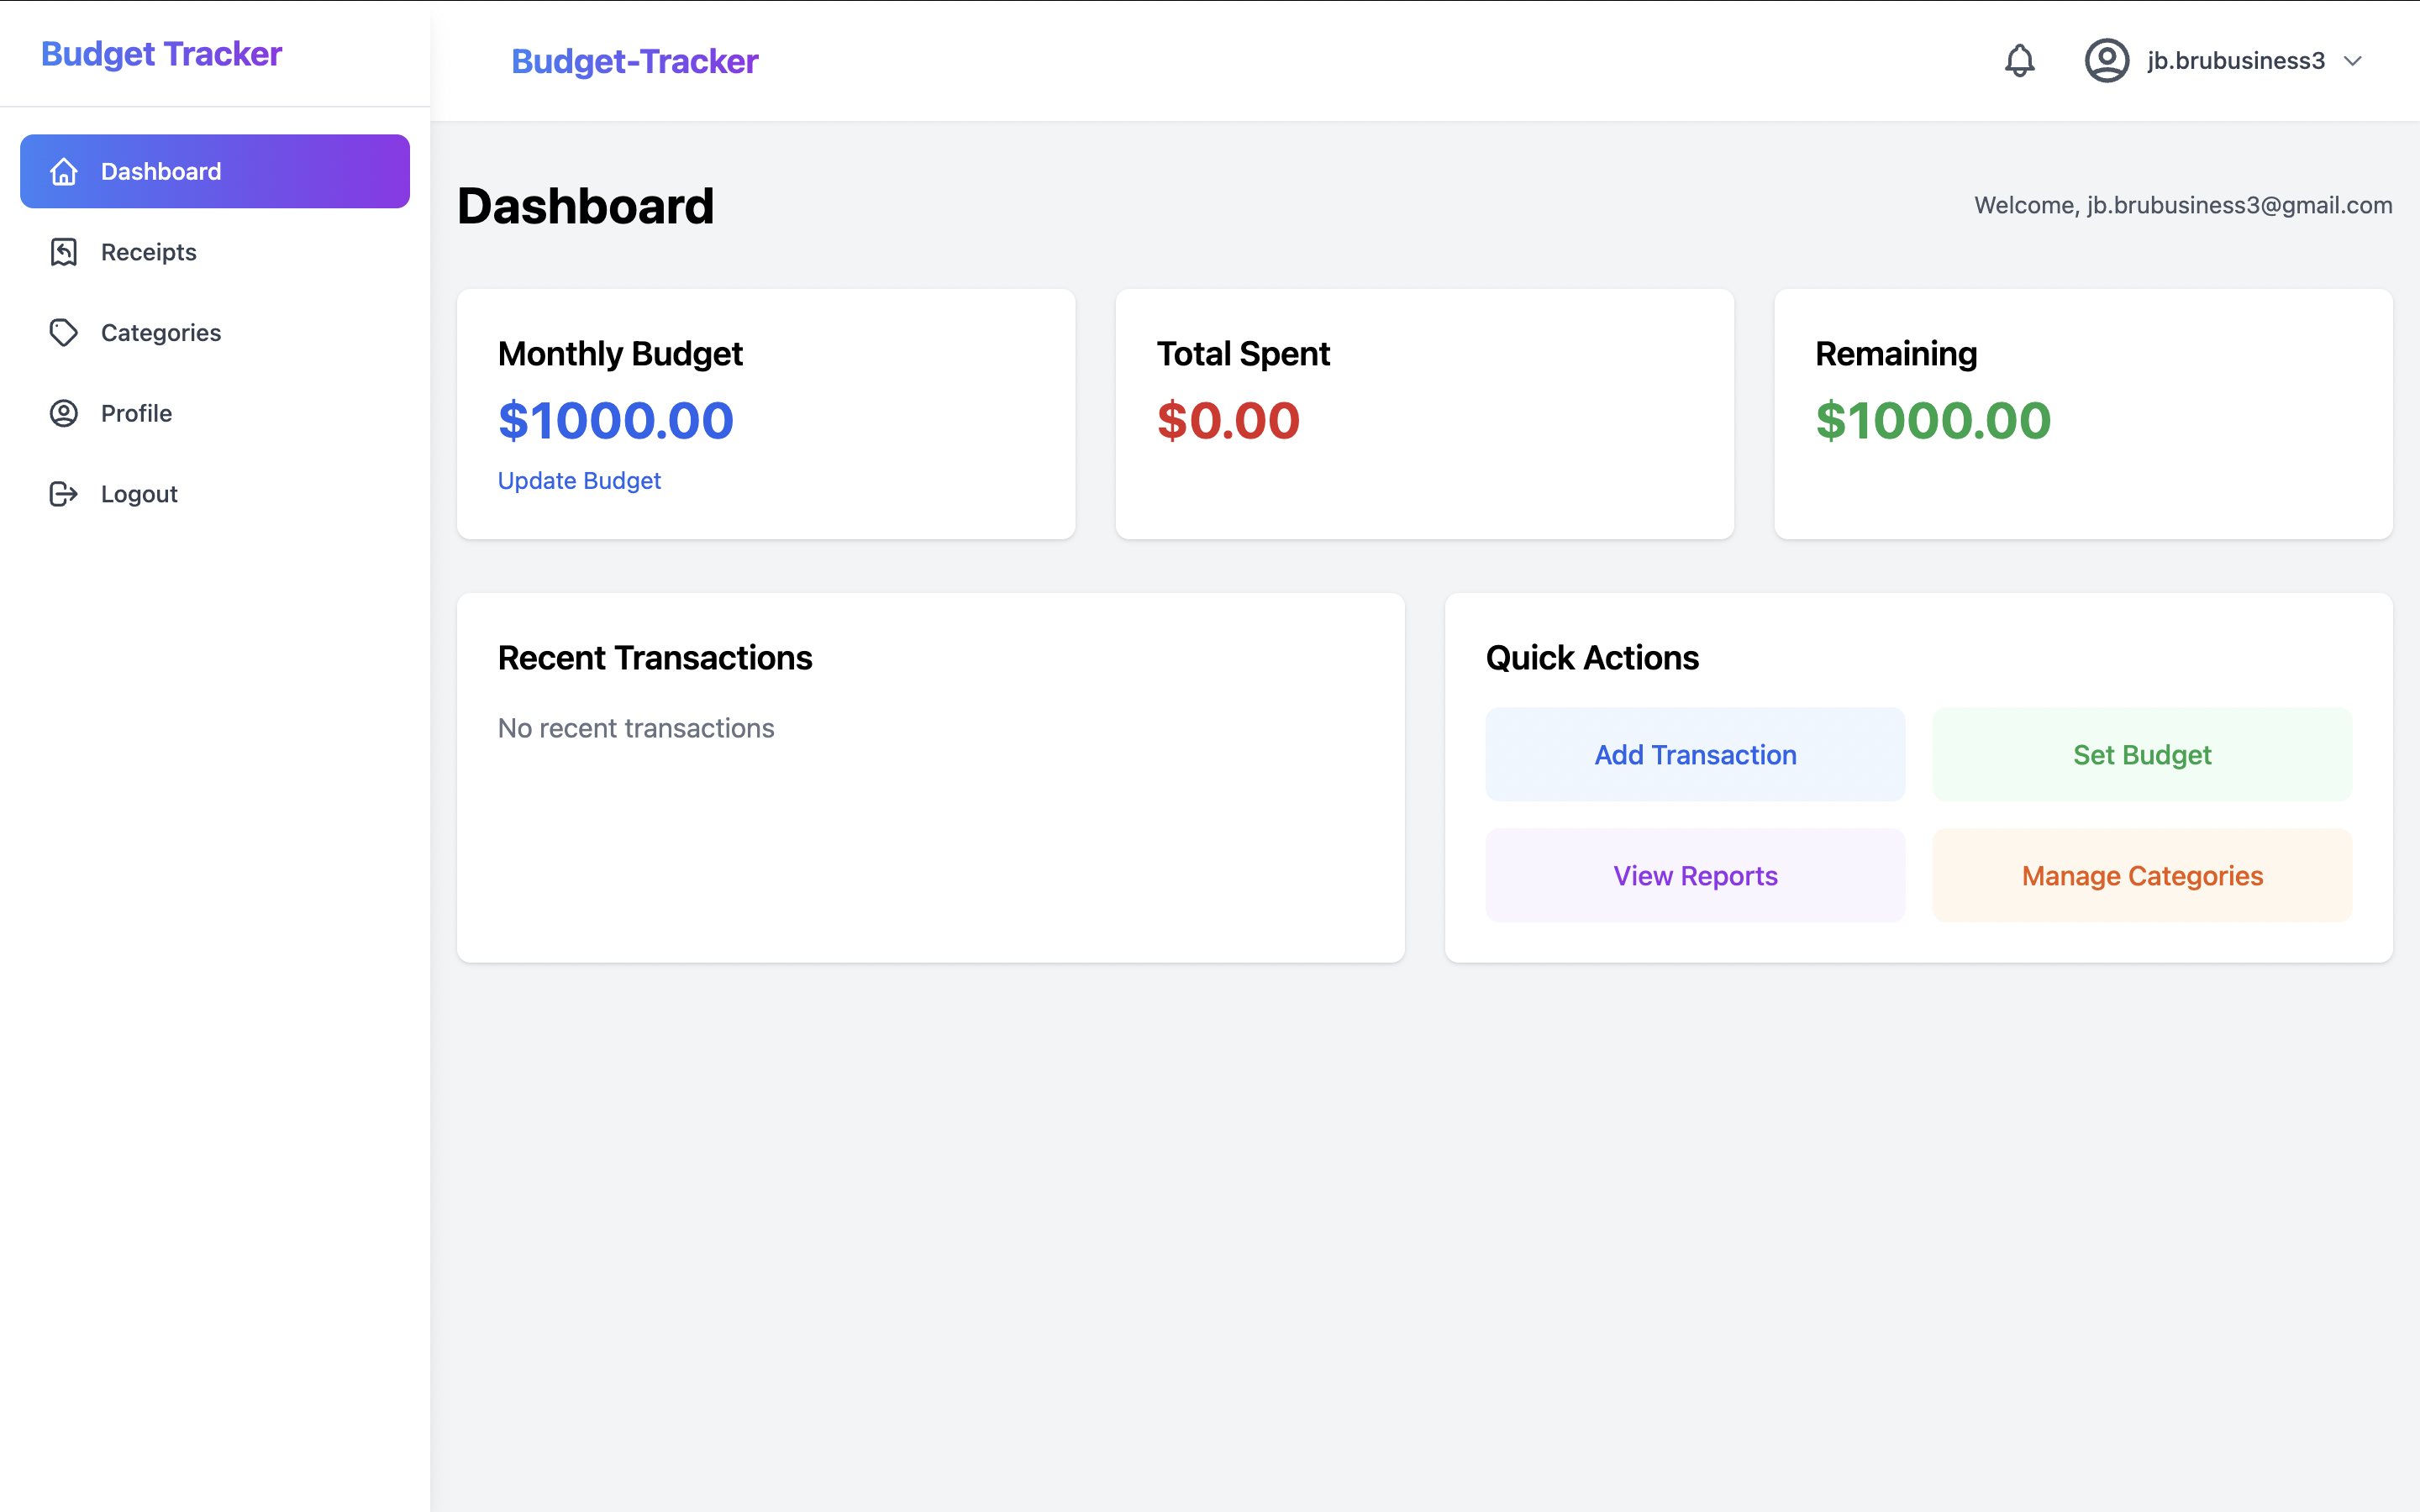 Budget Tracker
Dashboard
Receipts
Categories
Profile
Logout
Budget-Tracker
jb.brubusiness3
Dashboard
Welcome, jb.brubusiness3@gmail.com
Monthly Budget
$1000.00
Update Budget
Total Spent
$0.00
Remaining
$1000.00
Recent Transactions
No recent transactions
Quick Actions
Add Transaction
Set Budget
View Reports
Manage Categories